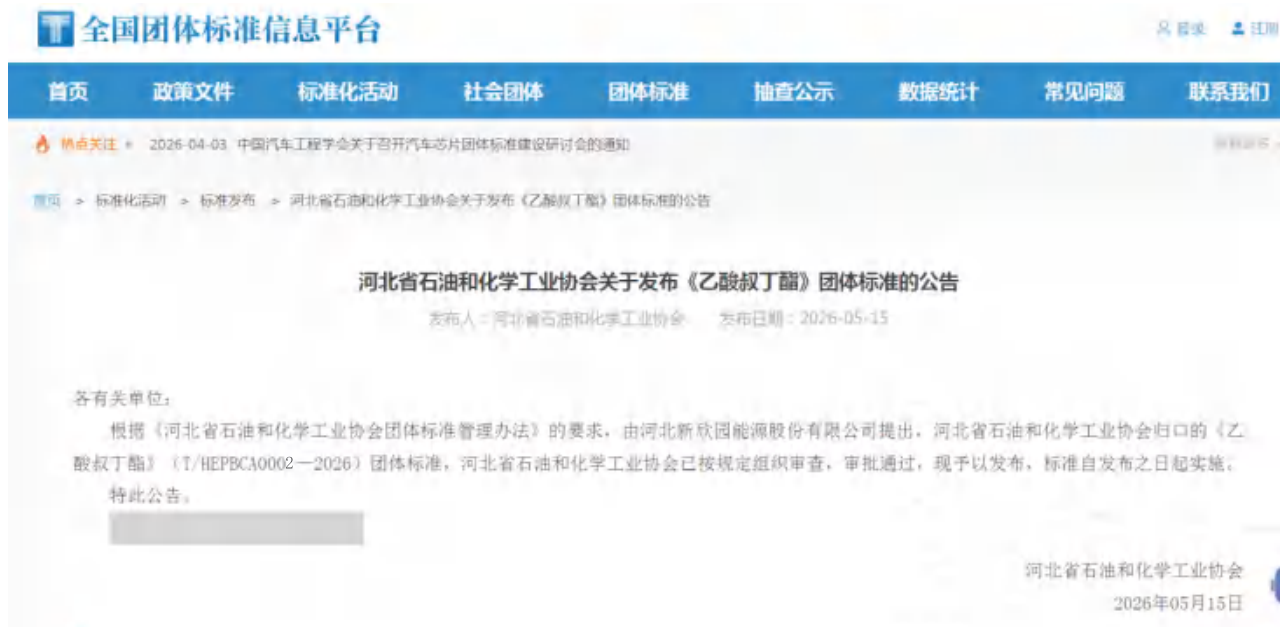 全国团体标准信息平台
登录 注册
首页 政策文件 标准化活动 社会团体 团体标准 抽查公示 数据统计 常见问题 联系我们
热点关注 2026-04-03 中国汽车工程学会关于召开汽车芯片团体标准建设研讨会的通知
首页 > 标准化活动 > 标准发布 > 河北省石油和化学工业协会关于发布《乙酸叔丁酯》团体标准的公告
河北省石油和化学工业协会关于发布《乙酸叔丁酯》团体标准的公告
发布人:河北省石油和化学工业协会 发布日期:2026-05-15
各有关单位:
根据《河北省石油和化学工业协会团体标准管理办法》的要求,由河北新欣园能源股份有限公司提出,河北省石油和化学工业协会归口的《乙
酸叔丁酯》(T/HEPBCA0002—2026)团体标准,河北省石油和化学工业协会已按规定组织审查,审批通过,现予以发布,标准自发布之日起实施。
特此公告。
河北省石油和化学工业协会
2026年05月15日